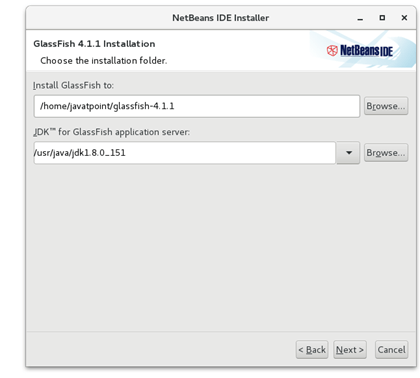 NetBeans IDE Installer
GlassFish 4.1.1 Installation
Choose the installation folder.
NetBeans IDE
Install GlassFish to:
/home/javatpoint/glassfish-4.1.1
Browse...
JDK™ for GlassFish application server:
/usr/java/jdk1.8.0_151
Browse...
< Back Next > Cancel